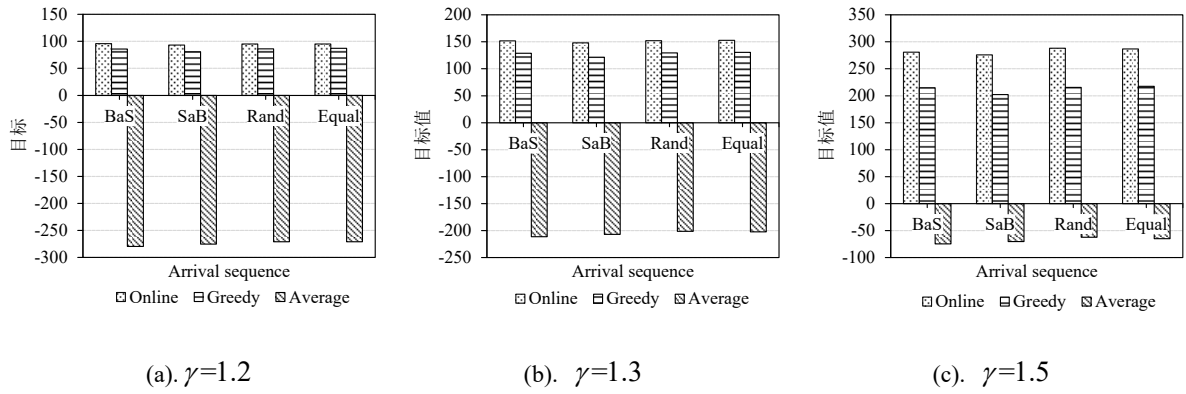 100
50
0
-50
-100
-150
-200
-250
-300
目标
BaS SaB Rand Equal
Arrival sequence
Online Greedy Average
(a). γ=1.2
200
150
100
50
0
-50
-100
-150
-200
-250
目标值
BaS SaB Rand Equal
Arrival sequence
Online Greedy Average
(b). γ=1.3
350
300
250
200
150
100
50
0
-50
-100
目标值
BaS SaB Rand Equal
Arrival sequence
Online Greedy Average
(c). γ=1.5